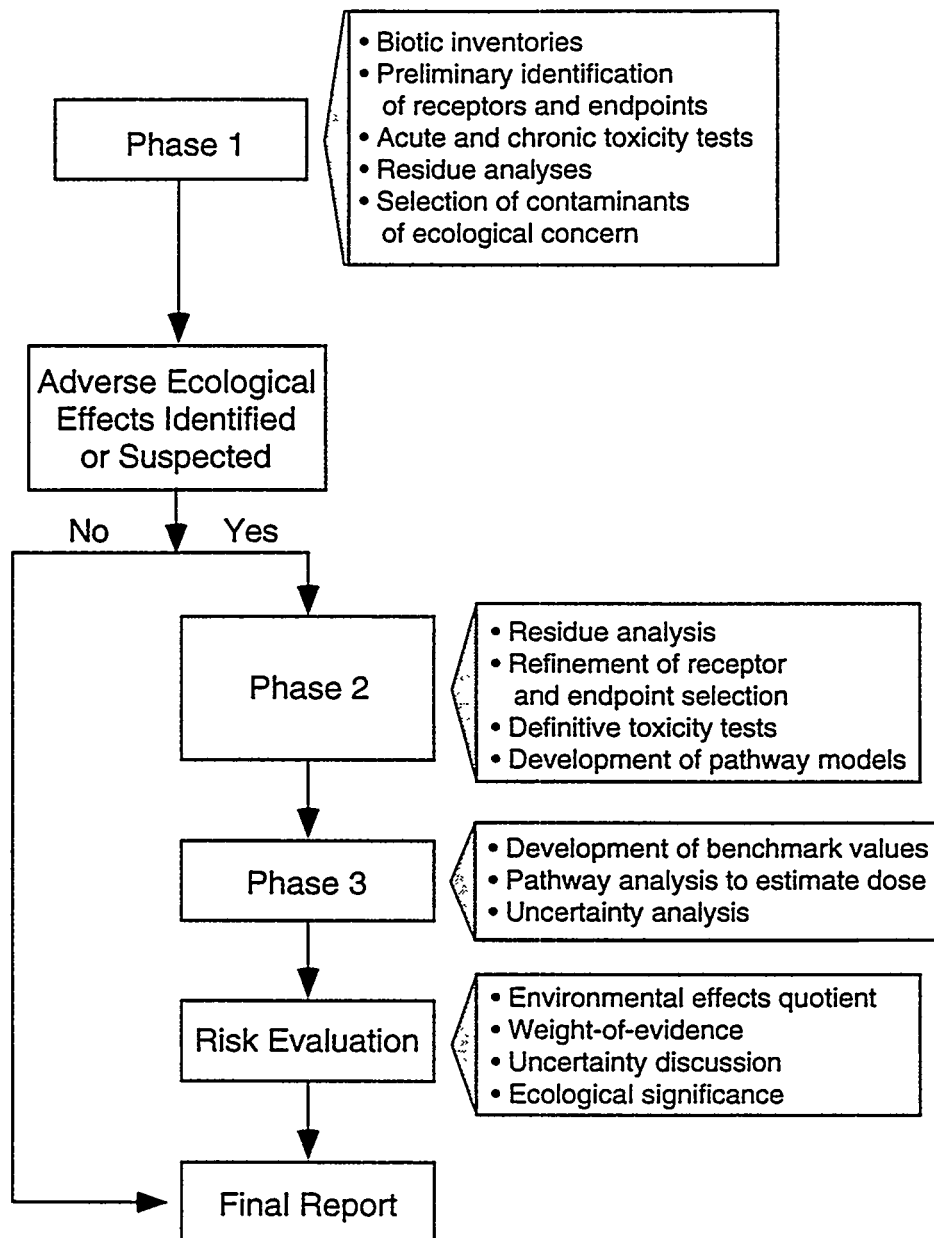 Phase 1
• Biotic inventories
• Preliminary identification
of receptors and endpoints
• Acute and chronic toxicity tests
• Residue analyses
• Selection of contaminants
of ecological concern
Adverse Ecological
Effects Identified
or Suspected
No
Yes
Phase 2
• Residue analysis
• Refinement of receptor
and endpoint selection
• Definitive toxicity tests
• Development of pathway models
Phase 3
• Development of benchmark values
• Pathway analysis to estimate dose
• Uncertainty analysis
Risk Evaluation
• Environmental effects quotient
• Weight-of-evidence
• Uncertainty discussion
• Ecological significance
Final Report